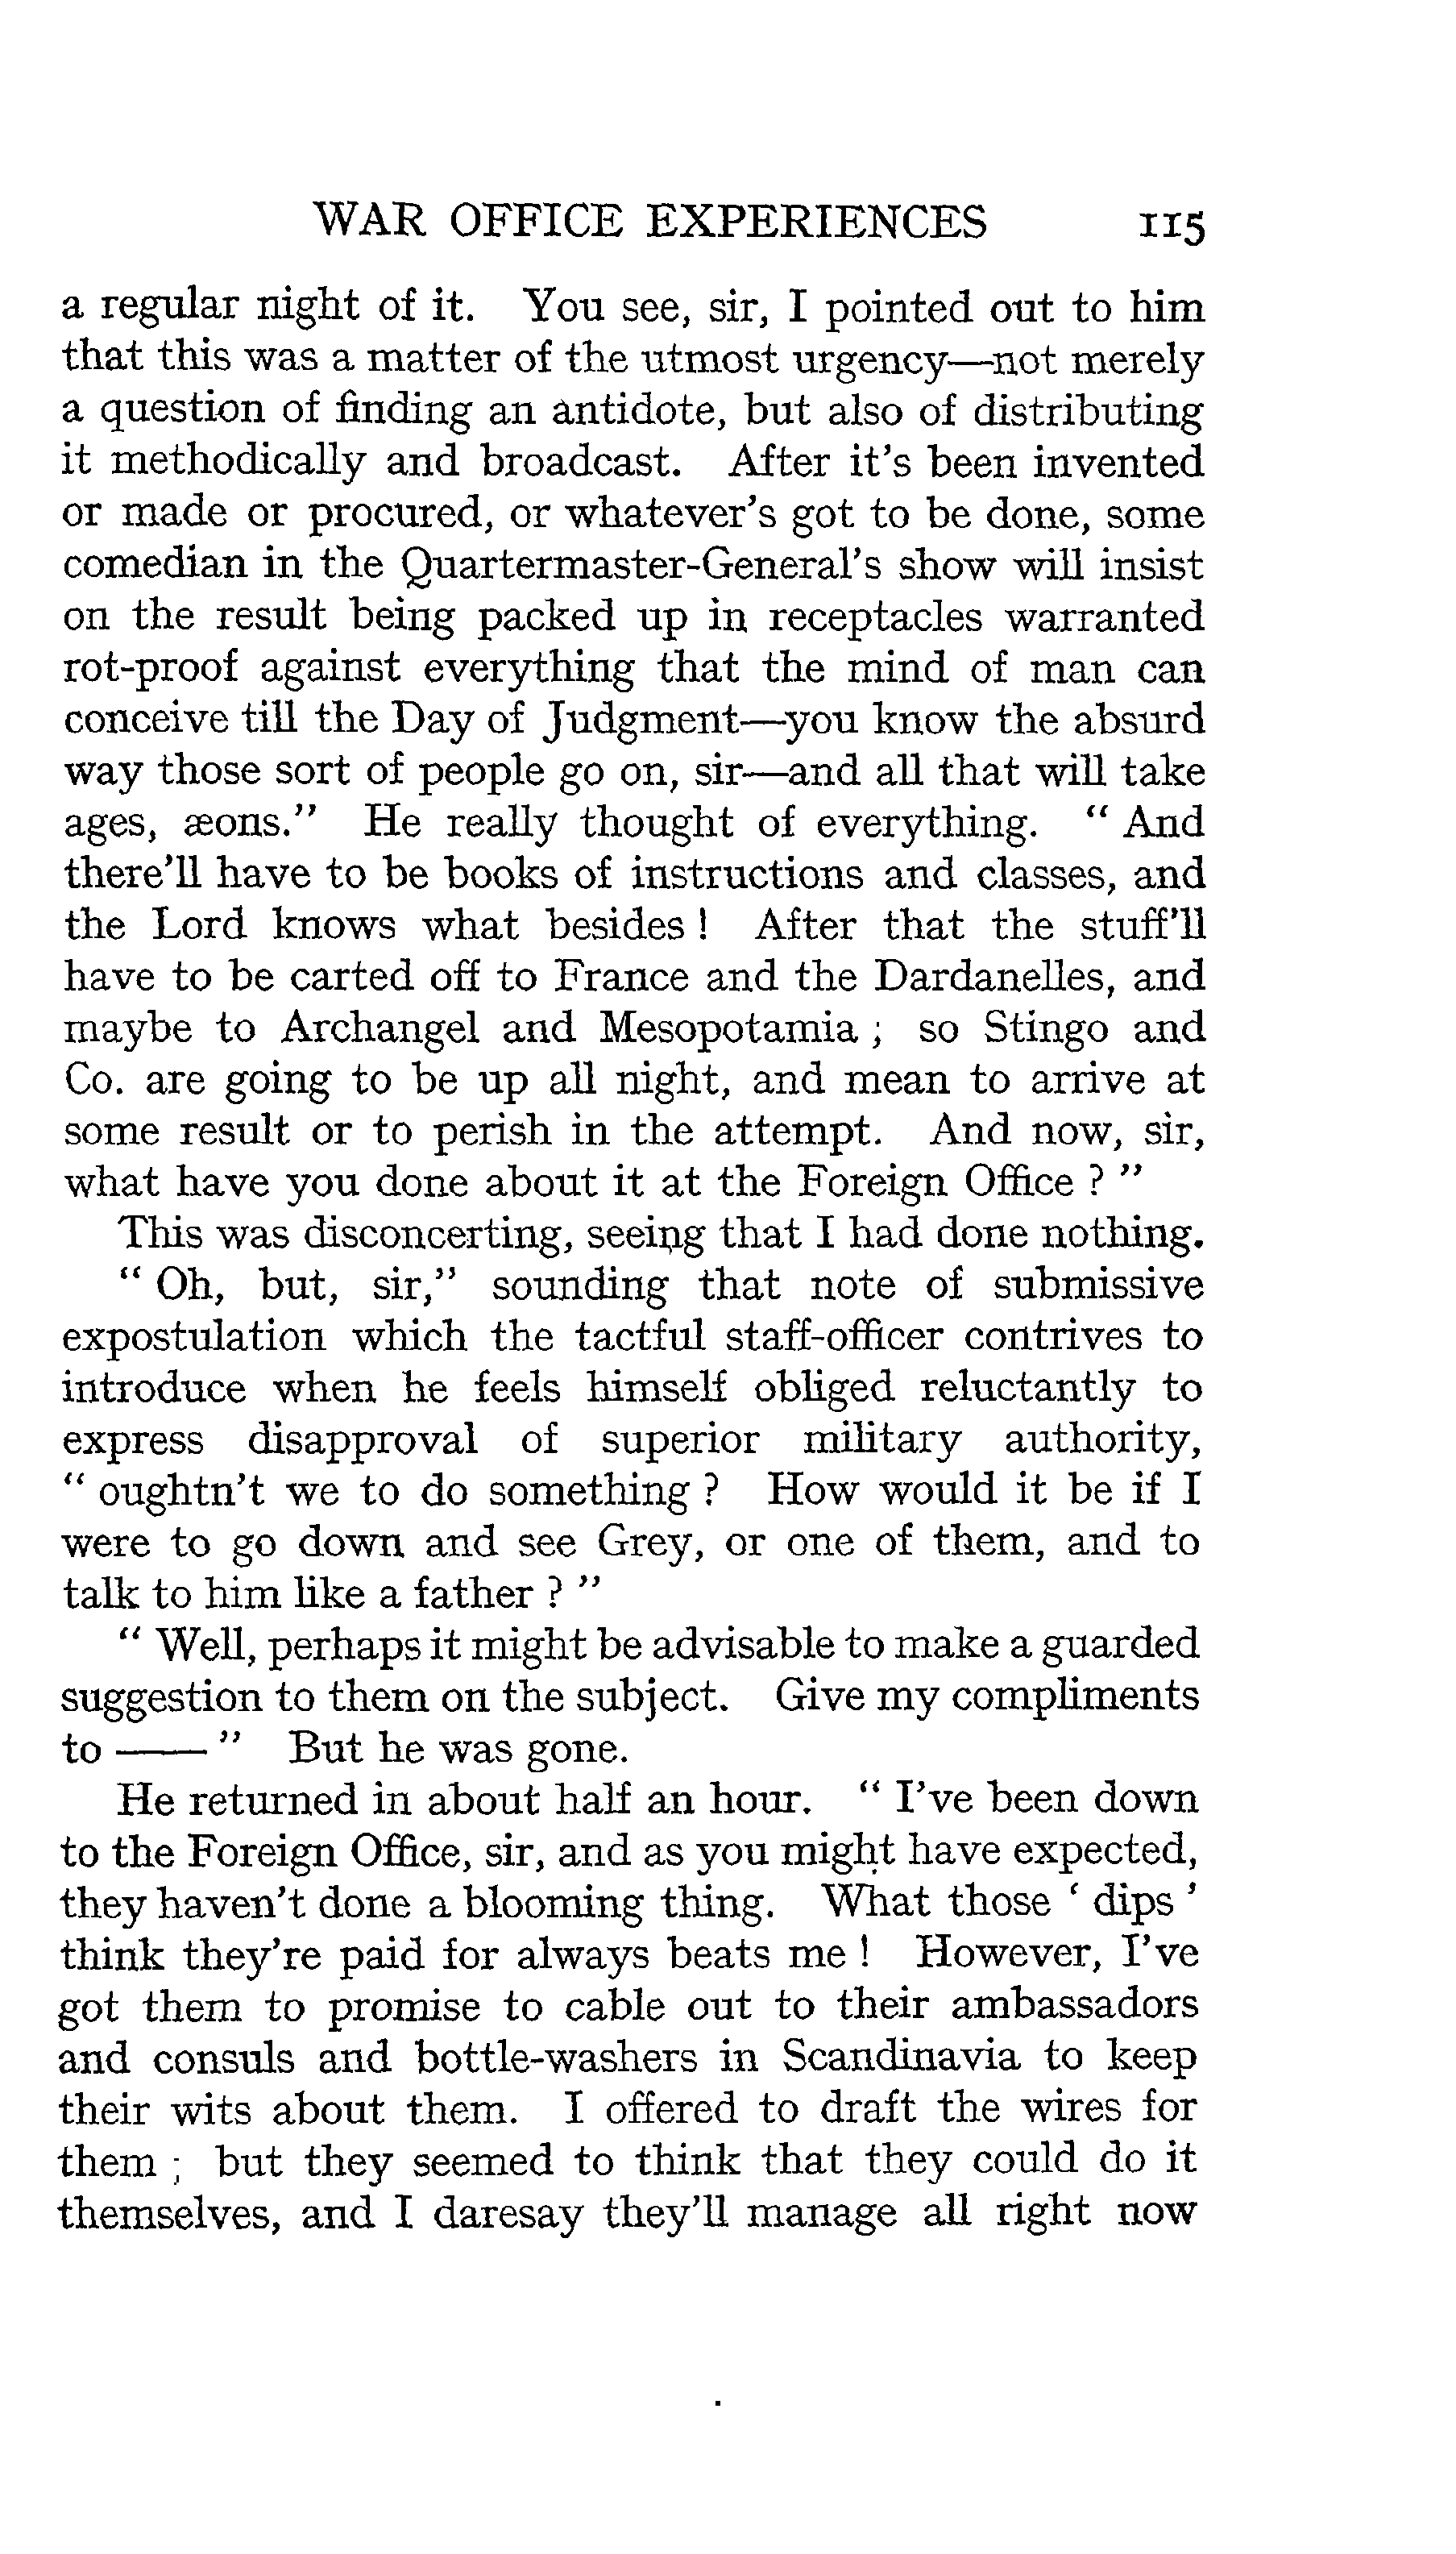 WAR OFFICE EXPERIENCES 115
a regular night of it. You see, sir, I pointed out to him
that this was a matter of the utmost urgency—not merely
a question of finding an antidote, but also of distributing
it methodically and broadcast. After it's been invented
or made or procured, or whatever's got to be done, some
comedian in the Quartermaster-General's show will insist
on the result being packed up in receptacles warranted
rot-proof against everything that the mind of man can
conceive till the Day of Judgment—you know the absurd
way those sort of people go on, sir—and all that will take
ages, æons." He really thought of everything. " And
there'll have to be books of instructions and classes, and
the Lord knows what besides ! After that the stuff'll
have to be carted off to France and the Dardanelles, and
maybe to Archangel and Mesopotamia ; so Stingo and
Co. are going to be up all night, and mean to arrive at
some result or to perish in the attempt. And now, sir,
what have you done about it at the Foreign Office ? "
This was disconcerting, seeing that I had done nothing.
" Oh, but, sir," sounding that note of submissive
expostulation which the tactful staff-officer contrives to
introduce when he feels himself obliged reluctantly to
express disapproval of superior military authority,
" oughtn't we to do something ? How would it be if I
were to go down and see Grey, or one of them, and to
talk to him like a father ? "
" Well, perhaps it might be advisable to make a guarded
suggestion to them on the subject. Give my compliments
to —— " But he was gone.
He returned in about half an hour. " I've been down
to the Foreign Office, sir, and as you might have expected,
they haven't done a blooming thing. What those ' dips '
think they're paid for always beats me ! However, I've
got them to promise to cable out to their ambassadors
and consuls and bottle-washers in Scandinavia to keep
their wits about them. I offered to draft the wires for
them ; but they seemed to think that they could do it
themselves, and I daresay they'll manage all right now